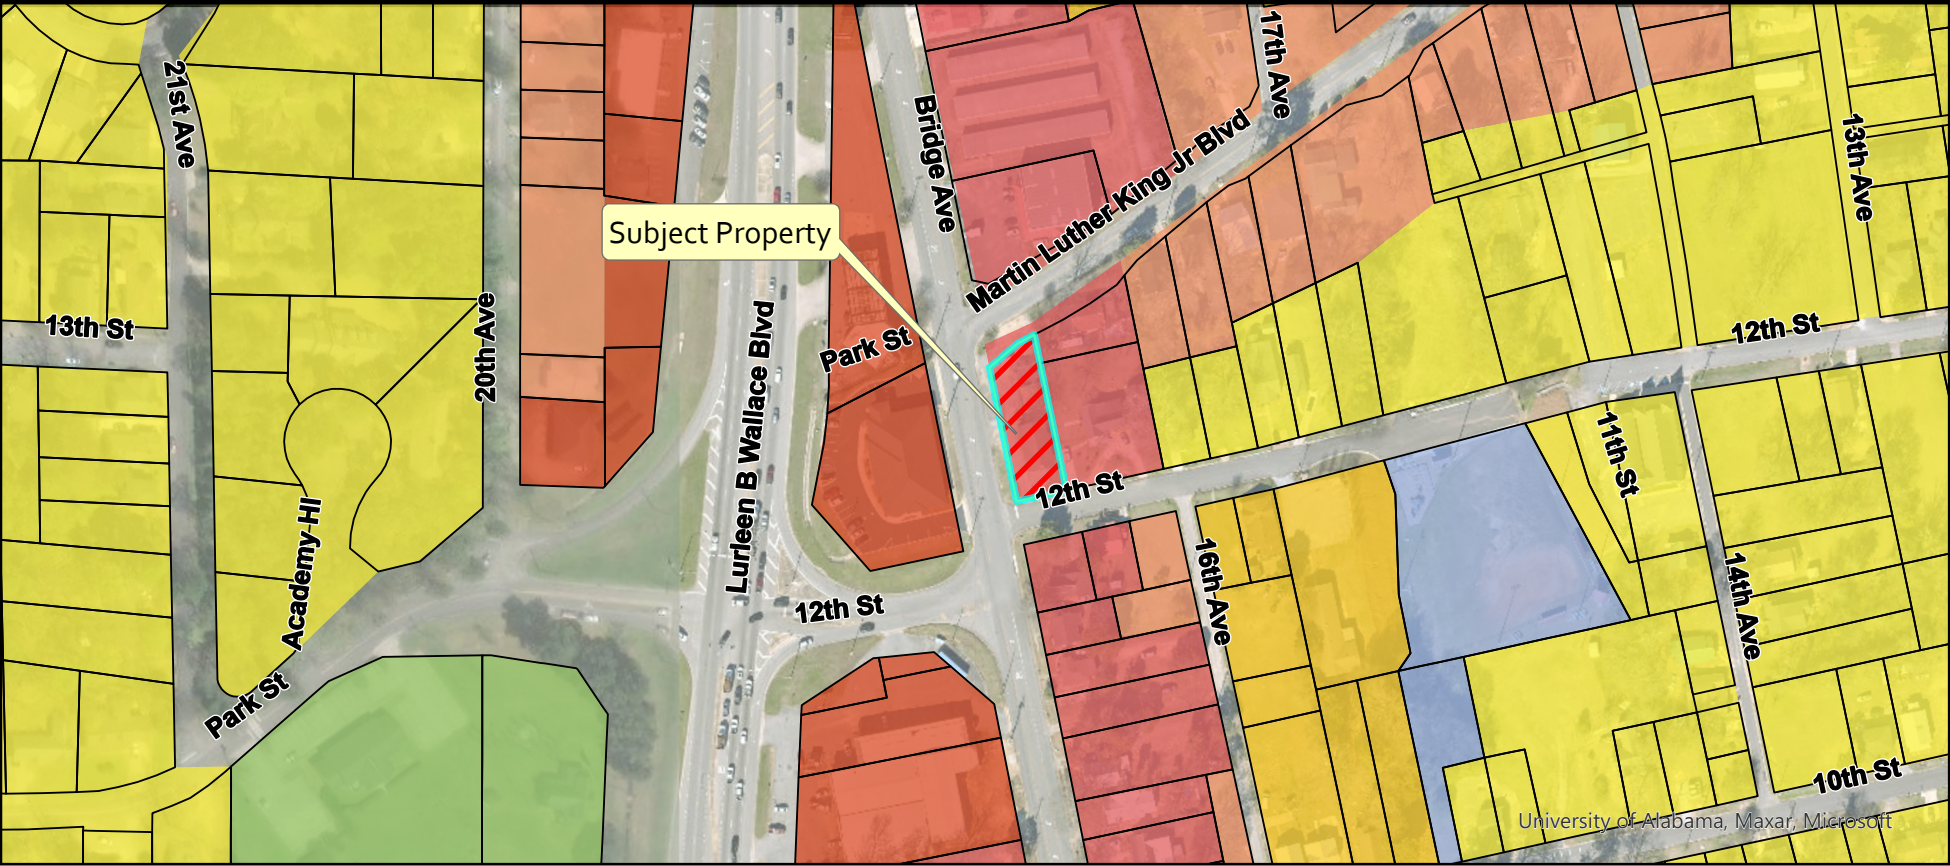 21st Ave
17th Ave
Bridge Ave
Martin Luther King Jr Blvd
13th Ave
Subject Property
13th St
20th Ave
Park St
12th St
Lurleen B Wallace Blvd
12th St
11th St
Academy Hl
16th Ave
14th Ave
12th St
Park St
10th St
University of Alabama, Maxar, Microsoft